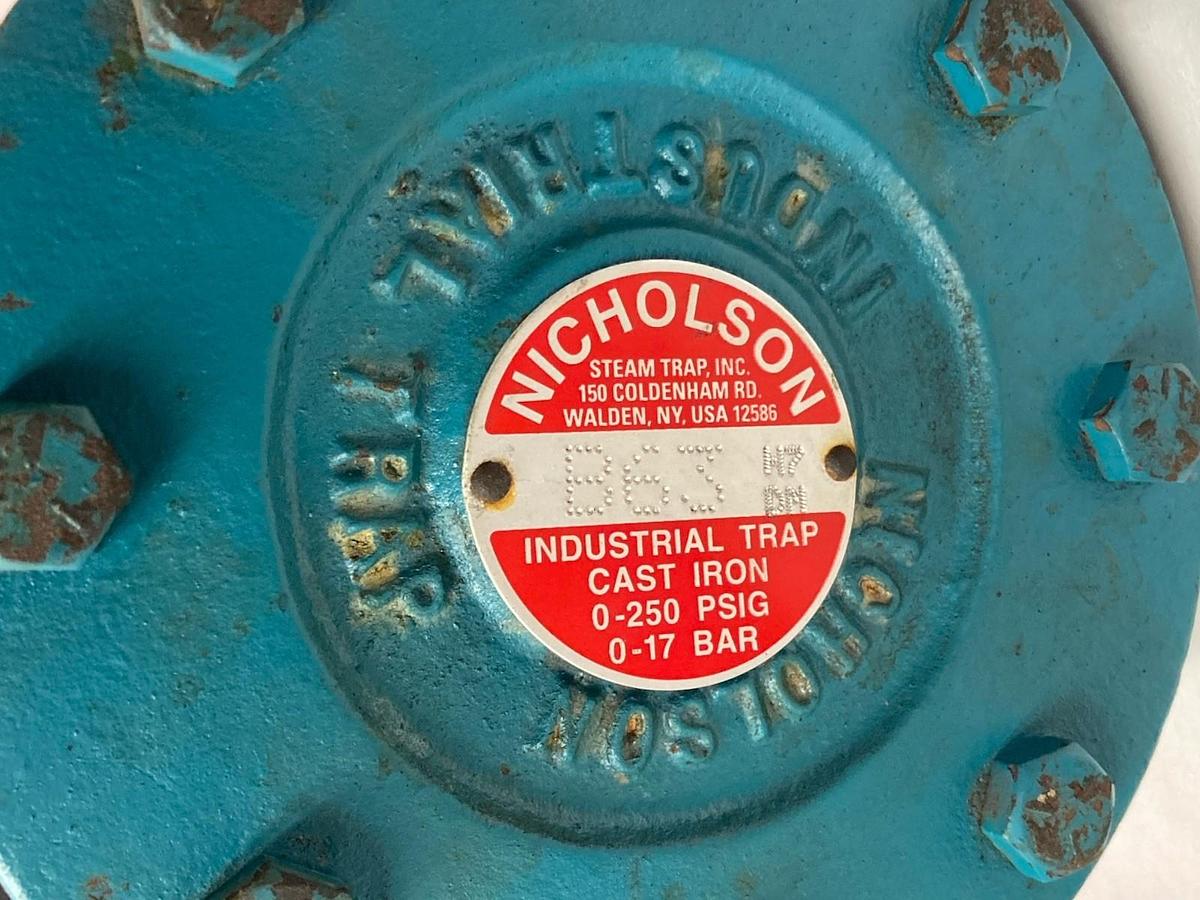 NICHOLSON
STEAM TRAP, INC.
150 COLDENHAM RD.
WALDEN, NY, USA 12586
B63
H7
INDUSTRIAL TRAP
CAST IRON
0-250 PSIG
0-17 BAR
NICHOLSON
INDUSTRIAL